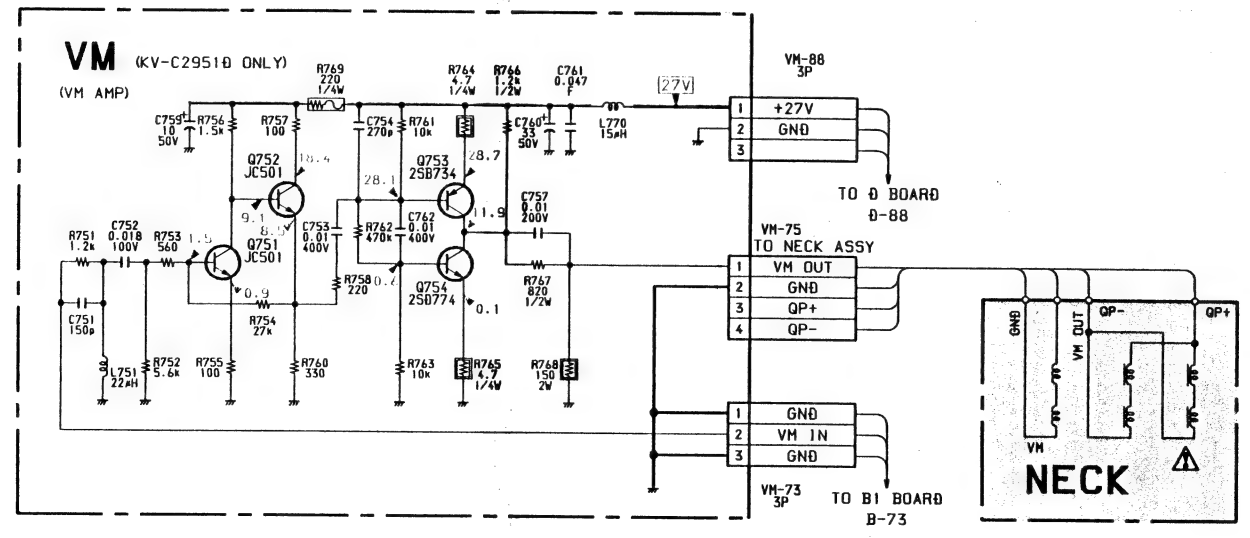 VM (KV-C2951D ONLY)
(VM AMP)
R769
220
1/4W
R764
4.7
1/4W
R766
1.2k
1/2W
C761
0.047
F
27V
L770
15µH
C759
10
50V
R756
1.5k
R757
100
C754
270p
R761
10k
C760
33
50V
Q752
JC501
18.4
Q753
2SB734
28.7
28.1
9.1
11.9
C757
0.01
200V
C752
0.018
100V
R751
1.2k
R753
560
1.5
Q751
JC501
C753
0.01
400V
R762
470k
C762
0.01
400V
0.9
R758
220
Q754
2SD774
0.1
R767
820
1/2W
C751
150p
R754
27k
L751
22µH
R752
5.6k
R755
100
R760
330
R763
10k
R765
4.7
1/4W
R768
150
2W
VM-88
3P
1 +27V
2 GND
3
TO D BOARD
D-88
VM-75
TO NECK ASSY
1 VM OUT
2 GND
3 QP+
4 QP-
1 GND
2 VM IN
3 GND
VM-73
3P
TO B1 BOARD
B-73
GND
VM OUT
QP-
QP+
VM
NECK